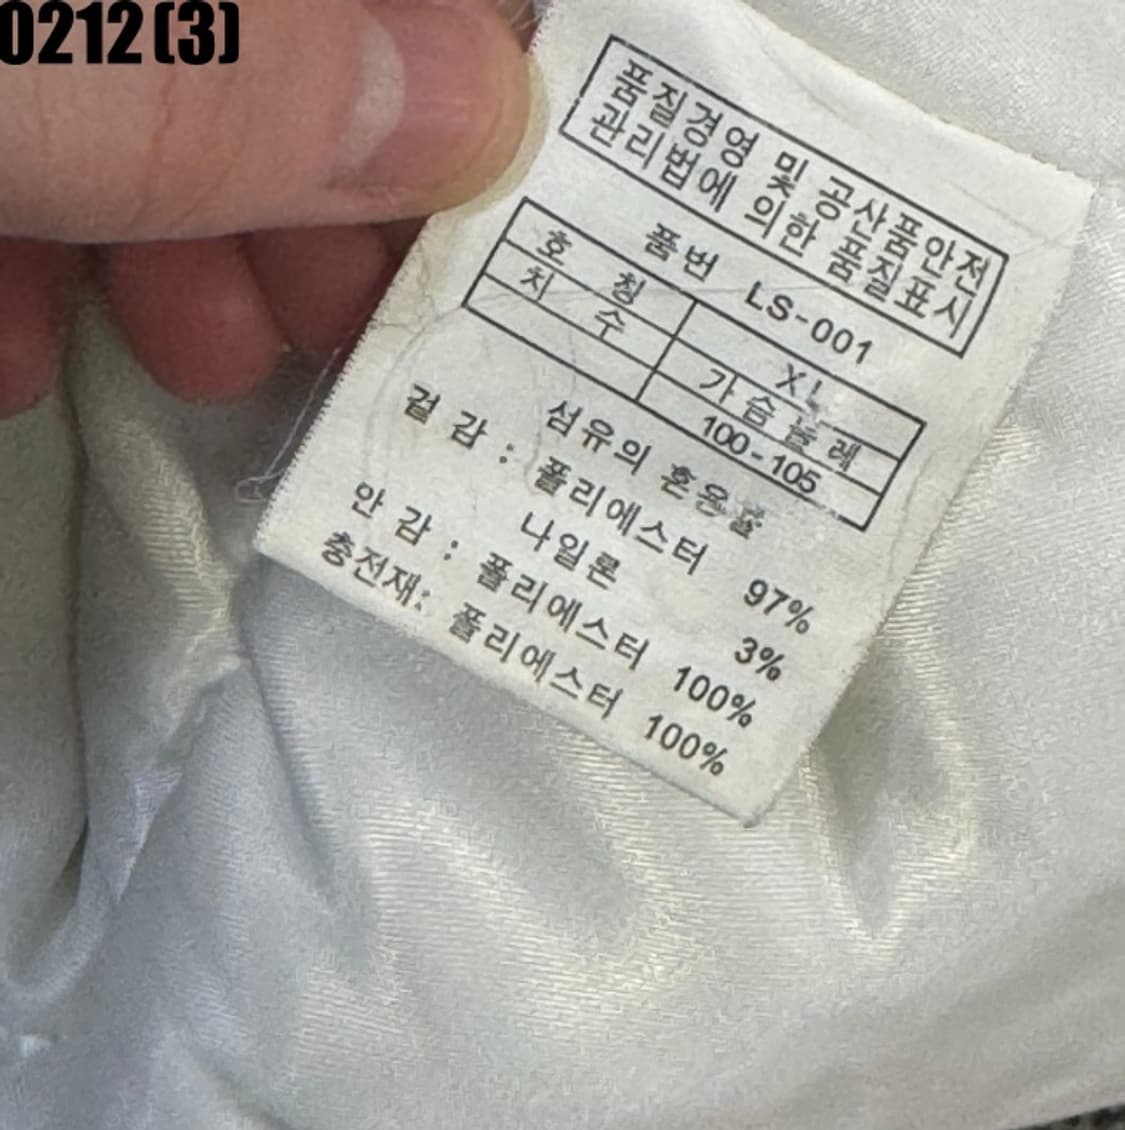 0212(3)
품질경영 및 공산품안전
관리법에 의한 품질표시
품번 LS-001
호 칭 XL
치 수 가슴둘레
100-105
섬유의 혼용율
겉 감 : 폴리에스터 97%
나일론 3%
안 감 : 폴리에스터 100%
충전재: 폴리에스터 100%